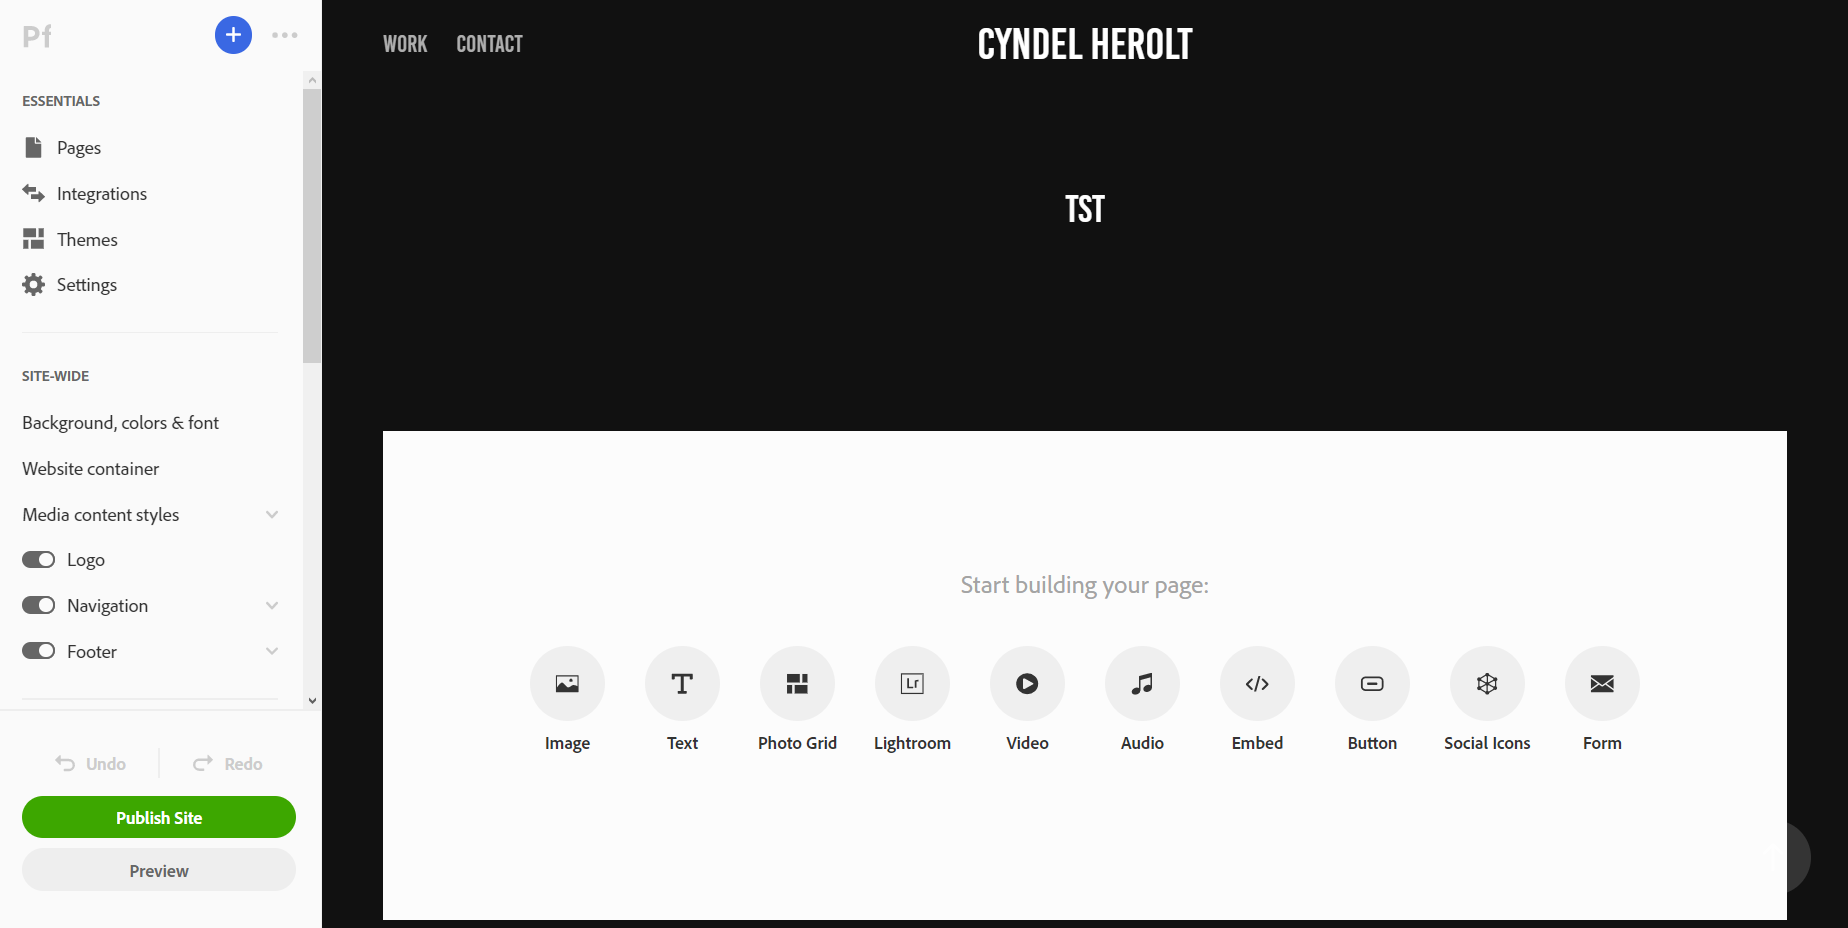 Pf
ESSENTIALS
Pages
Integrations
Themes
Settings
SITE-WIDE
Background, colors & font
Website container
Media content styles
Logo
Navigation
Footer
Undo
Redo
Publish Site
Preview
WORK
CONTACT
CYNDEL HEROLT
TST
Start building your page:
Image
Text
Photo Grid
Lr
Lightroom
Video
Audio
Embed
Button
Social Icons
Form